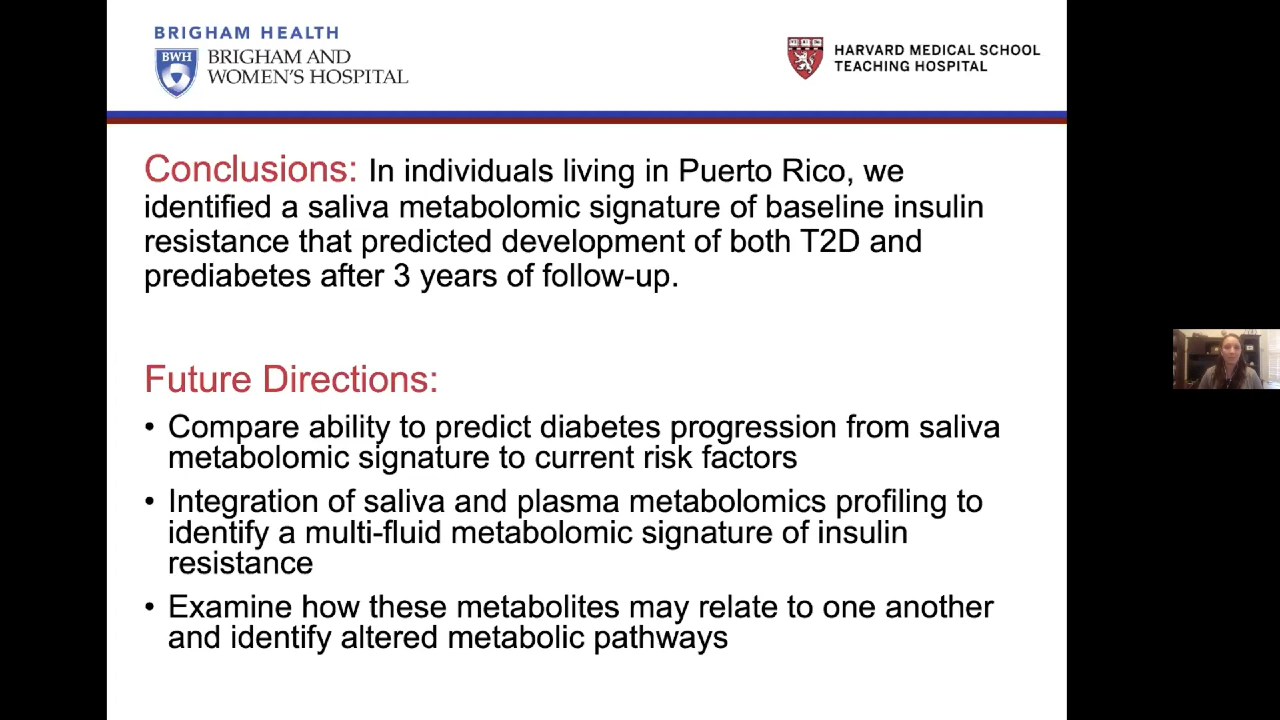 BRIGHAM HEALTH
BWH
BRIGHAM AND
WOMEN'S HOSPITAL
HARVARD MEDICAL SCHOOL
TEACHING HOSPITAL
Conclusions: In individuals living in Puerto Rico, we
identified a saliva metabolomic signature of baseline insulin
resistance that predicted development of both T2D and
prediabetes after 3 years of follow-up.
Future Directions:
• Compare ability to predict diabetes progression from saliva
metabolomic signature to current risk factors
• Integration of saliva and plasma metabolomics profiling to
identify a multi-fluid metabolomic signature of insulin
resistance
• Examine how these metabolites may relate to one another
and identify altered metabolic pathways